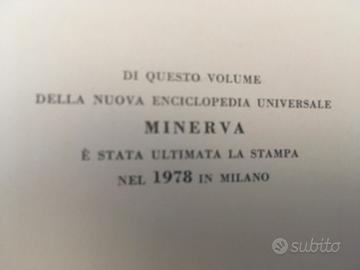 DI QUESTO VOLUME
DELLA NUOVA ENCICLOPEDIA UNIVERSALE
MINERVA
È STATA ULTIMATA LA STAMPA
NEL 1978 IN MILANO
subito